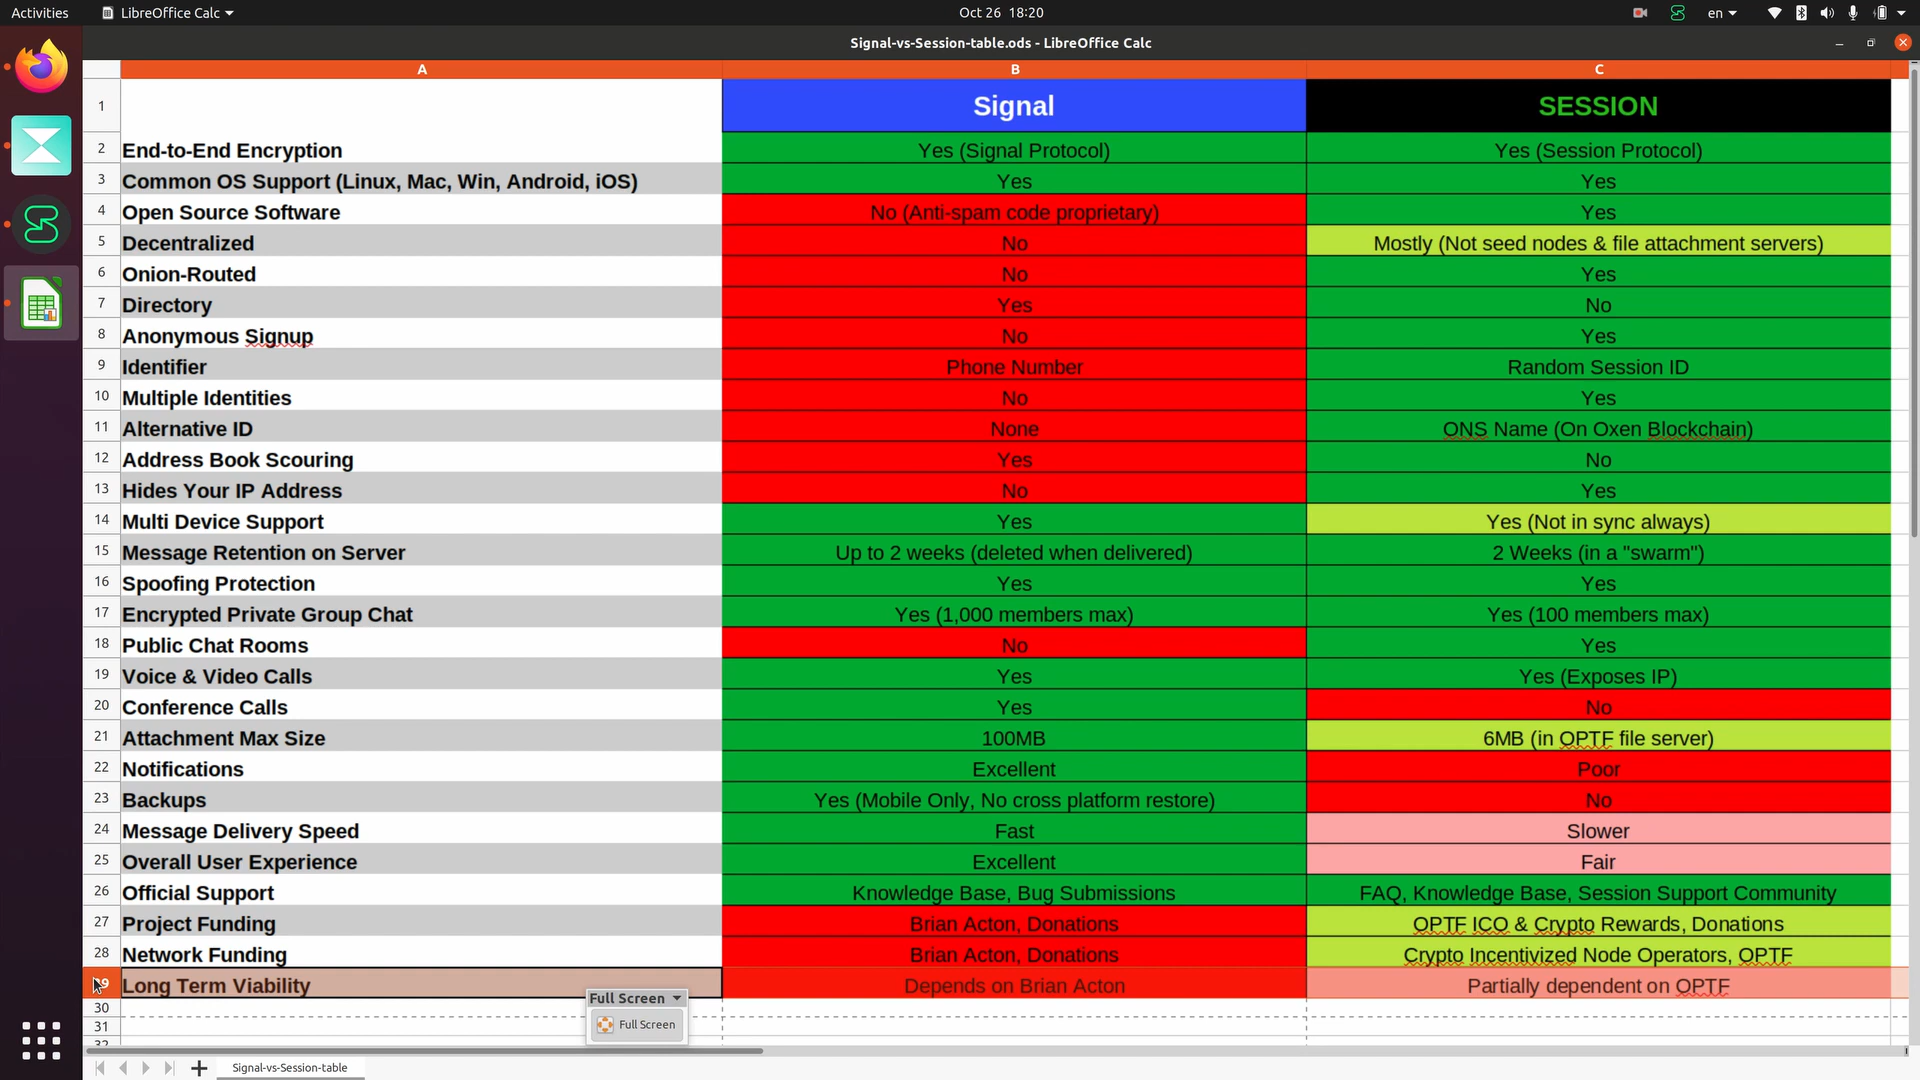 Activities LibreOffice Calc Oct 26 18:20 en
Signal-vs-Session-table.ods - LibreOffice Calc
A B C
1 Signal SESSION
2 End-to-End Encryption Yes (Signal Protocol) Yes (Session Protocol)
3 Common OS Support (Linux, Mac, Win, Android, iOS) Yes Yes
4 Open Source Software No (Anti-spam code proprietary) Yes
5 Decentralized No Mostly (Not seed nodes & file attachment servers)
6 Onion-Routed No Yes
7 Directory Yes No
8 Anonymous Signup No Yes
9 Identifier Phone Number Random Session ID
10 Multiple Identities No Yes
11 Alternative ID None ONS Name (On Oxen Blockchain)
12 Address Book Scouring Yes No
13 Hides Your IP Address No Yes
14 Multi Device Support Yes Yes (Not in sync always)
15 Message Retention on Server Up to 2 weeks (deleted when delivered) 2 Weeks (in a "swarm")
16 Spoofing Protection Yes Yes
17 Encrypted Private Group Chat Yes (1,000 members max) Yes (100 members max)
18 Public Chat Rooms No Yes
19 Voice & Video Calls Yes Yes (Exposes IP)
20 Conference Calls Yes No
21 Attachment Max Size 100MB 6MB (in OPTF file server)
22 Notifications Excellent Poor
23 Backups Yes (Mobile Only, No cross platform restore) No
24 Message Delivery Speed Fast Slower
25 Overall User Experience Excellent Fair
26 Official Support Knowledge Base, Bug Submissions FAQ, Knowledge Base, Session Support Community
27 Project Funding Brian Acton, Donations OPTF ICO & Crypto Rewards, Donations
28 Network Funding Brian Acton, Donations Crypto Incentivized Node Operators, OPTF
Long Term Viability Depends on Brian Acton Partially dependent on OPTF
Full Screen
30
Full Screen
31
32
Signal-vs-Session-table